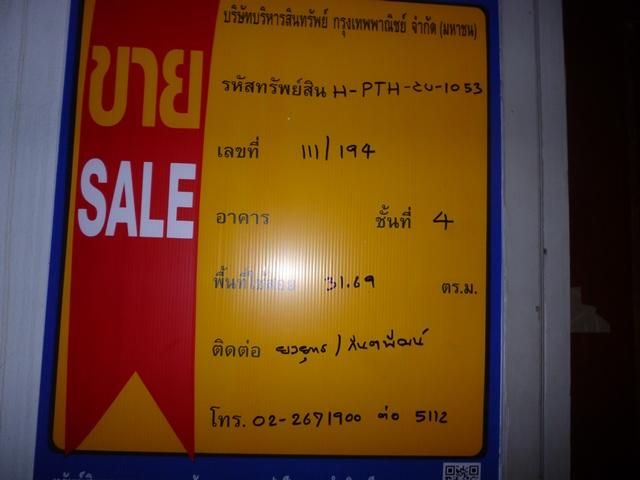 บริษัทบริหารสินทรัพย์ กรุงเทพพาณิชย์ จำกัด (มหาชน)
ขาย
SALE
รหัสทรัพย์สิน H-PTH-20-1053
เลขที่ 111/194
อาคาร ชั้นที่ 4
พื้นที่ใช้สอย 31.69 ตร.ม.
ติดต่อ
โทร. 02-2671900 ต่อ 5112